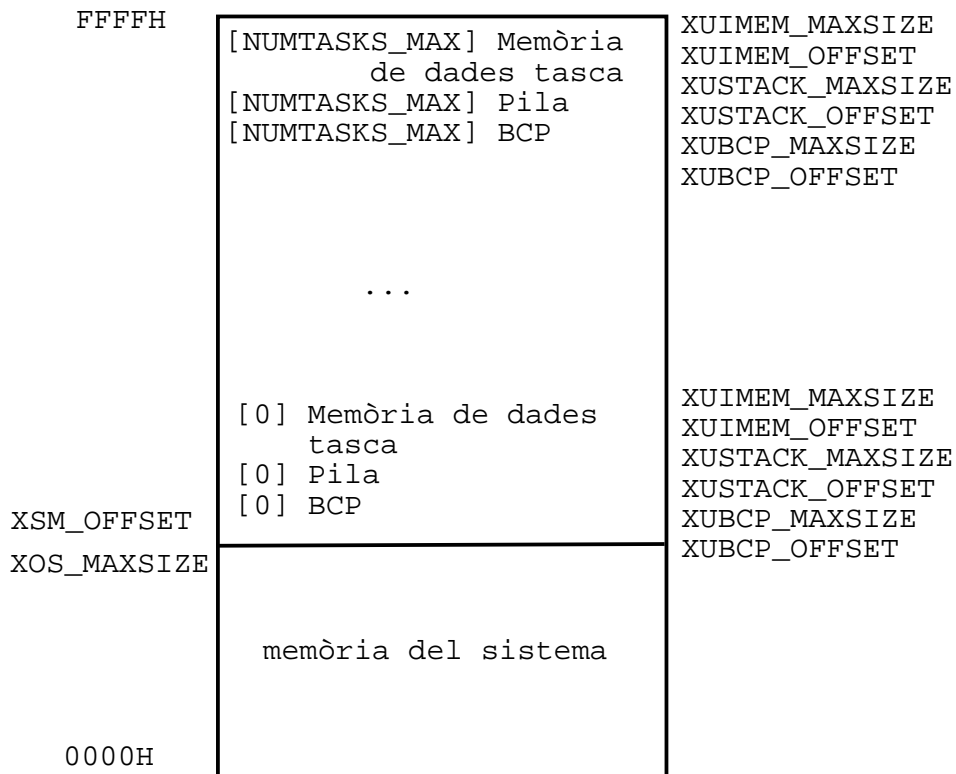 FFFFH
[NUMTASKS_MAX] Memòria
de dades tasca
[NUMTASKS_MAX] Pila
[NUMTASKS_MAX] BCP
XUIMEM_MAXSIZE
XUIMEM_OFFSET
XUSTACK_MAXSIZE
XUSTACK_OFFSET
XUBCP_MAXSIZE
XUBCP_OFFSET
...
[0] Memòria de dades
tasca
[0] Pila
[0] BCP
XUIMEM_MAXSIZE
XUIMEM_OFFSET
XUSTACK_MAXSIZE
XUSTACK_OFFSET
XUBCP_MAXSIZE
XUBCP_OFFSET
XSM_OFFSET
XOS_MAXSIZE
memòria del sistema
0000H